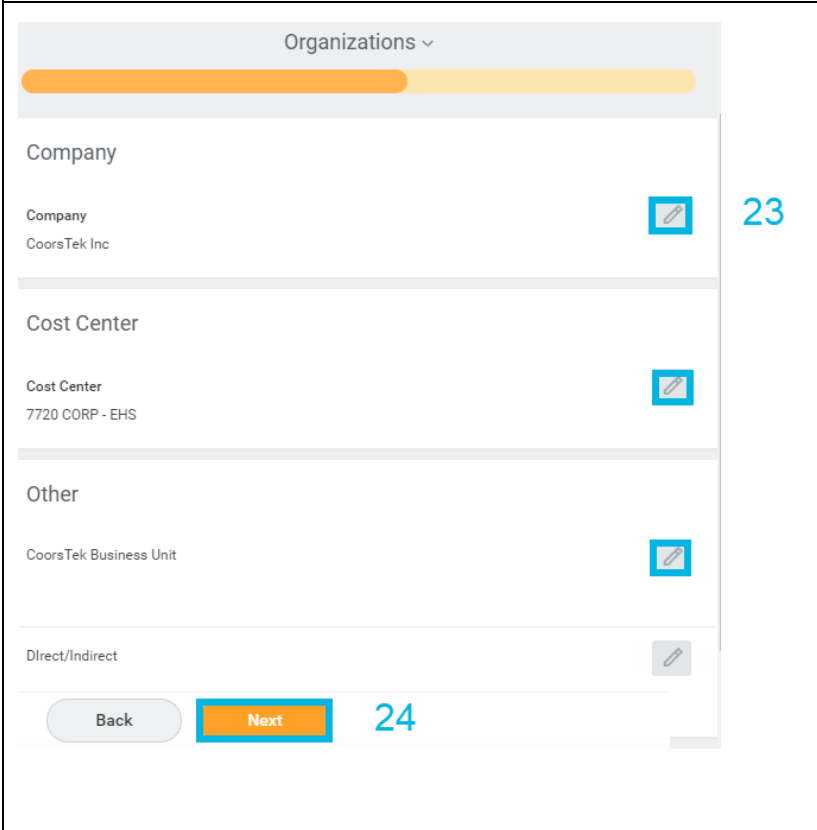 Organizations
Company
Company
23
CoorsTek Inc
Cost Center
Cost Center
7720 CORP - EHS
Other
CoorsTek Business Unit
DIrect/Indirect
Back Next 24